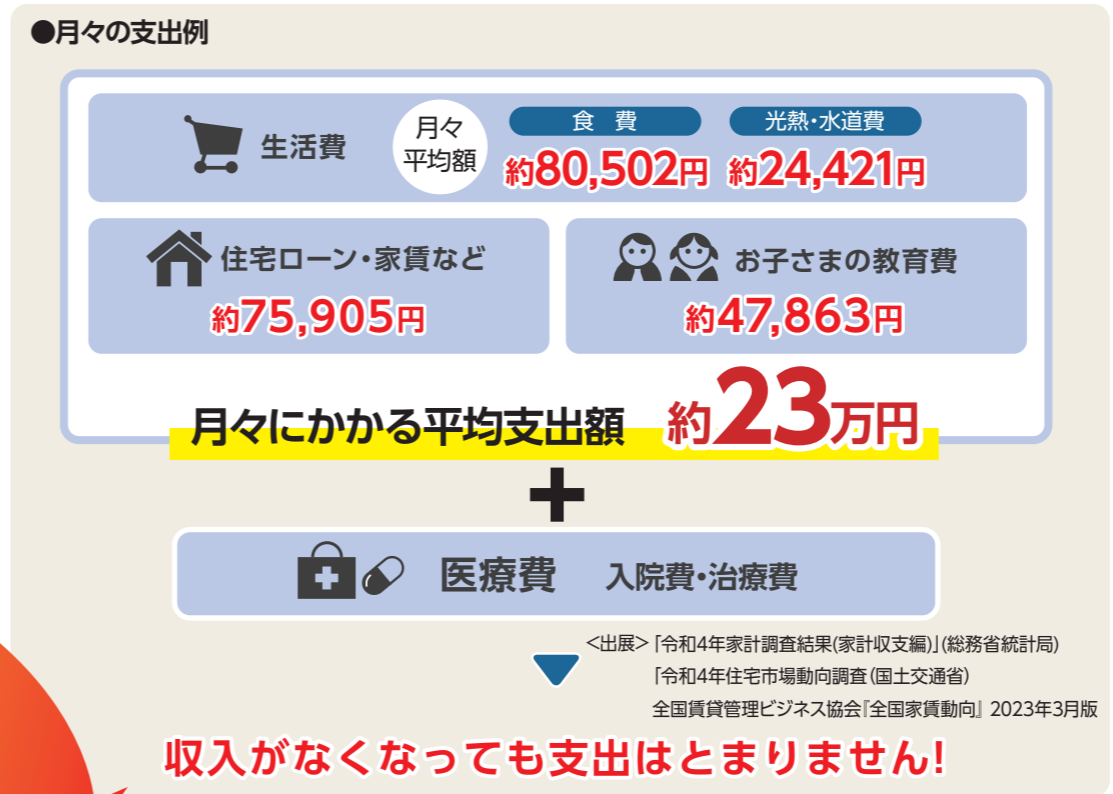 ●月々の支出例
生活費
月々
平均額
食 費
約80,502円
光熱・水道費
約24,421円
住宅ローン・家賃など
約75,905円
お子さまの教育費
約47,863円
月々にかかる平均支出額 約23万円
+
医療費 入院費・治療費
<出展>「令和4年家計調査結果(家計収支編)」(総務省統計局)
「令和4年住宅市場動向調査(国土交通省)
全国賃貸管理ビジネス協会『全国家賃動向』 2023年3月版
収入がなくなっても支出はとまりません!